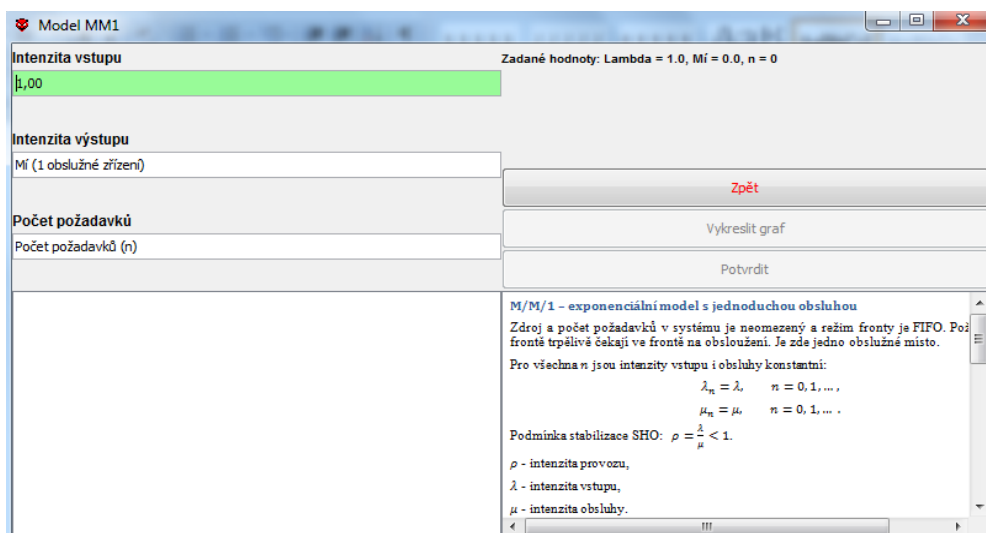 Model MM1
Intenzita vstupu
1,00
Zadané hodnoty: Lambda = 1.0, Mí = 0.0, n = 0
Intenzita výstupu
Mí (1 obslužné zřízení)
Počet požadavků
Počet požadavků (n)
Zpět
Vykreslit graf
Potvrdit
M/M/1 – exponenciální model s jednoduchou obsluhou
Zdroj a počet požadavků v systému je neomezený a režim fronty je FIFO. Pož
frontě trpělivě čekají ve frontě na obsloužení. Je zde jedno obslužné místo.
Pro všechna n jsou intenzity vstupu i obsluhy konstantní:
λₙ = λ, n = 0, 1, … ,
μₙ = μ, n = 0, 1, … .
Podmínka stabilizace SHO: ρ = λ/μ < 1.
ρ - intenzita provozu,
λ - intenzita vstupu,
μ - intenzita obsluhy.